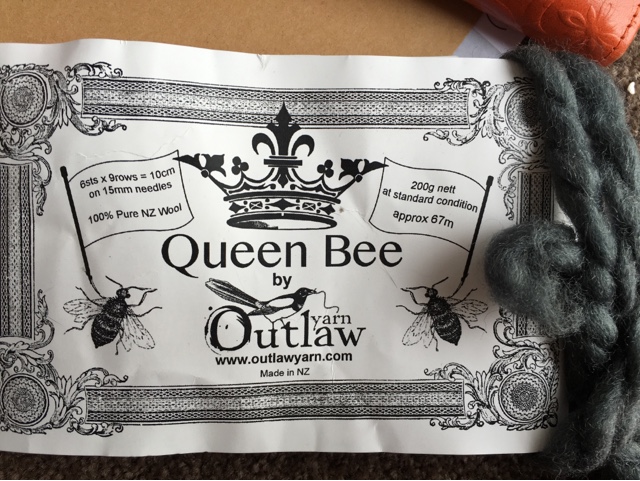 6sts x 9rows = 10cm
on 15mm needles
100% Pure NZ Wool
200g nett
at standard condition
approx 67m
Queen Bee
by
Outlaw yarn
www.outlawyarn.com
Made in NZ